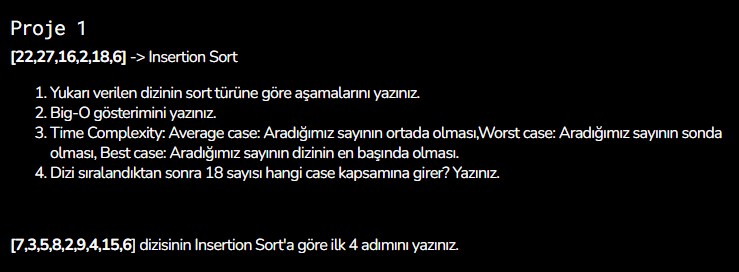 Proje 1
[22,27,16,2,18,6] -> Insertion Sort
1. Yukarı verilen dizinin sort türüne göre aşamalarını yazınız.
2. Big-O gösterimini yazınız.
3. Time Complexity: Average case: Aradığımız sayının ortada olması,Worst case: Aradığımız sayının sonda
olması, Best case: Aradığımız sayının dizinin en başında olması.
4. Dizi sıralandıktan sonra 18 sayısı hangi case kapsamına girer? Yazınız.
[7,3,5,8,2,9,4,15,6] dizisinin Insertion Sort'a göre ilk 4 adımını yazınız.